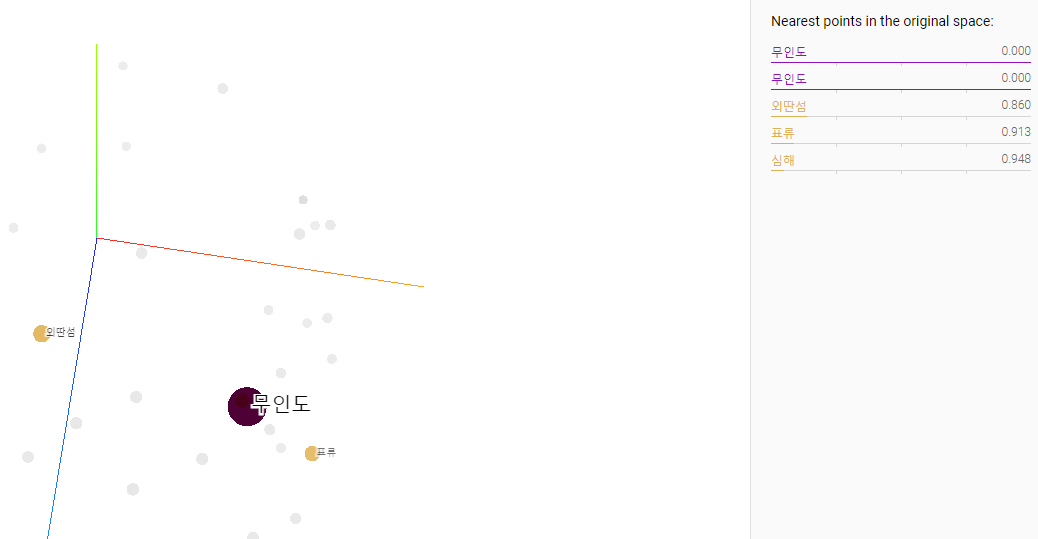 Nearest points in the original space:
무인도 0.000
무인도 0.000
외딴섬 0.860
표류 0.913
심해 0.948
외딴섬
무인도
표류